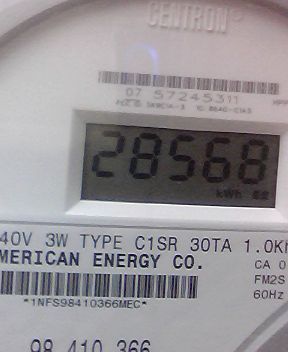 CENTRON®
07 57245311
28568
kWh
40V 3W TYPE C1SR 30TA 1.0Kh
MERICAN ENERGY CO.
CA 0
FM2S
60Hz
*1NFS98410366MEC*
98 410 366